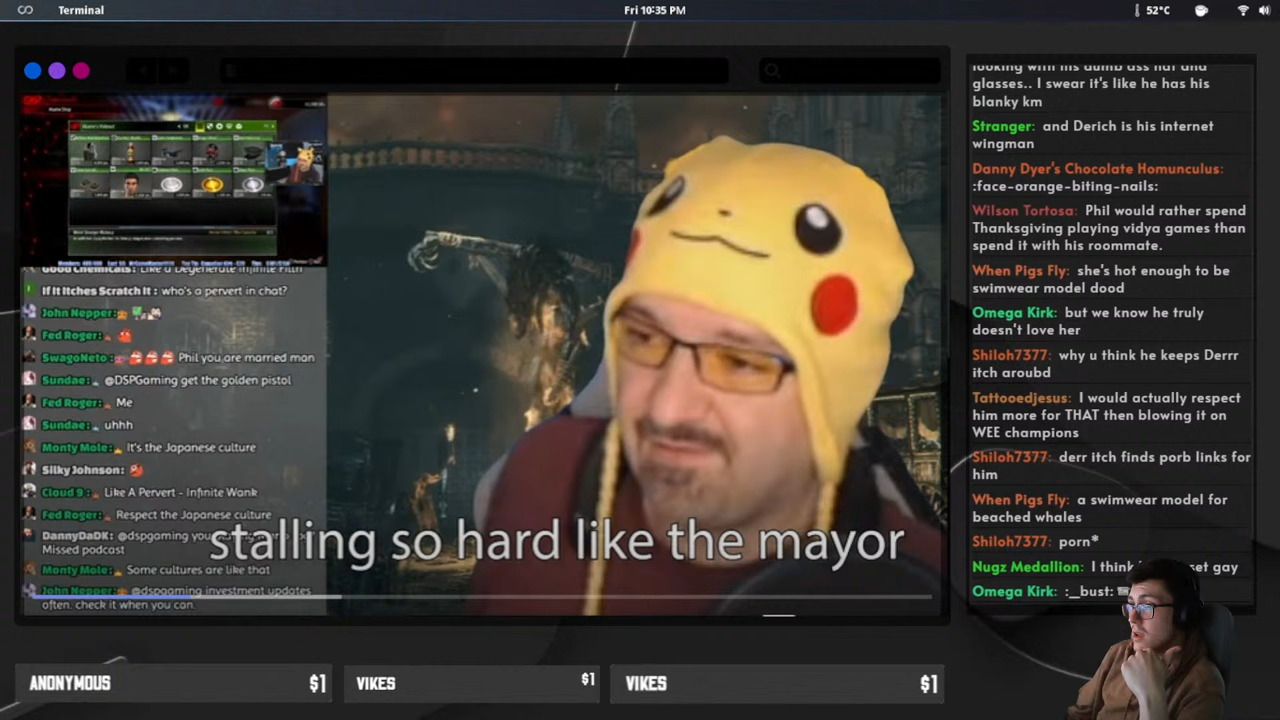 Terminal
Fri 10:35 PM
52°C
Good Chemicals: Like a Degenerate Infinite Filth
If It Itches Scratch It: who's a pervert in chat?
John Nepper:
Fed Roger:
SwagoNeto: Phil you are married man
Sundae: @DSPGaming get the golden pistol
Fed Roger: Me
Sundae: uhhh
Monty Mole: It's the Japanese culture
Silky Johnson:
Cloud 9: Like A Pervert - Infinite Wank
Fed Roger: Respect the Japanese culture
DannyDaDK: @dspgaming you
Missed podcast
Monty Mole: Some cultures are like that
John Nepper: @dspgaming investment updates
often. check it when you can.
stalling so hard like the mayor
looking with his dumb ass hat and
glasses.. I swear it's like he has his
blanky km
Stranger: and Derich is his internet
wingman
Danny Dyer's Chocolate Homunculus:
:face-orange-biting-nails:
Wilson Tortosa: Phil would rather spend
Thanksgiving playing vidya games than
spend it with his roommate.
When Pigs Fly: she's hot enough to be
swimwear model dood
Omega Kirk: but we know he truly
doesn't love her
Shiloh7377: why u think he keeps Derrr
itch aroubd
Tattooedjesus: I would actually respect
him more for THAT then blowing it on
WEE champions
Shiloh7377: derr itch finds porb links for
him
When Pigs Fly: a swimwear model for
beached whales
Shiloh7377: porn*
Nugz Medallion: I think get gay
Omega Kirk: :_bust:
ANONYMOUS $1
VIKES $1
VIKES $1